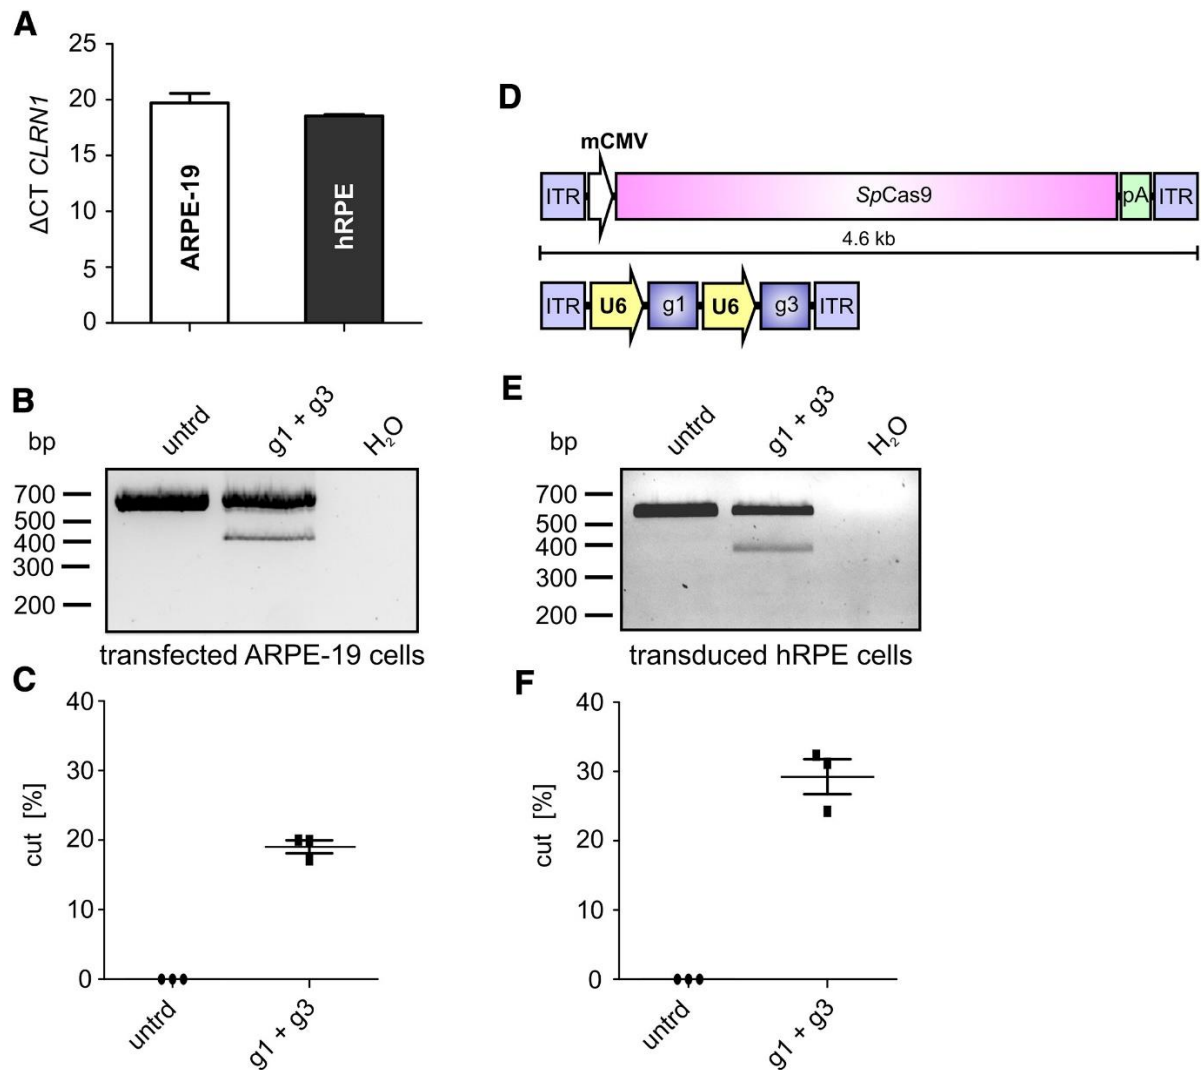 A
25
20
15
10
5
0
ΔCT CLRN1
ARPE-19
hRPE
D
mCMV
ITR
SpCas9
pA
ITR
4.6 kb
ITR
U6
g1
U6
g3
ITR
B
bp
untrd
g1 + g3
H₂O
700
500
400
300
200
transfected ARPE-19 cells
E
bp
untrd
g1 + g3
H₂O
700
500
400
300
200
transduced hRPE cells
C
40
30
20
10
0
cut [%]
untrd
g1 + g3
F
40
30
20
10
0
cut [%]
untrd
g1 + g3